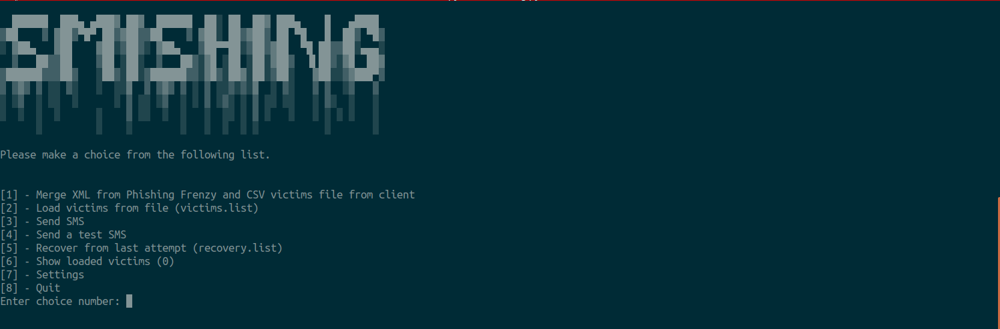 SMISHING
Please make a choice from the following list.
[1] - Merge XML from Phishing Frenzy and CSV victims file from client
[2] - Load victims from file (victims.list)
[3] - Send SMS
[4] - Send a test SMS
[5] - Recover from last attempt (recovery.list)
[6] - Show loaded victims (0)
[7] - Settings
[8] - Quit
Enter choice number: